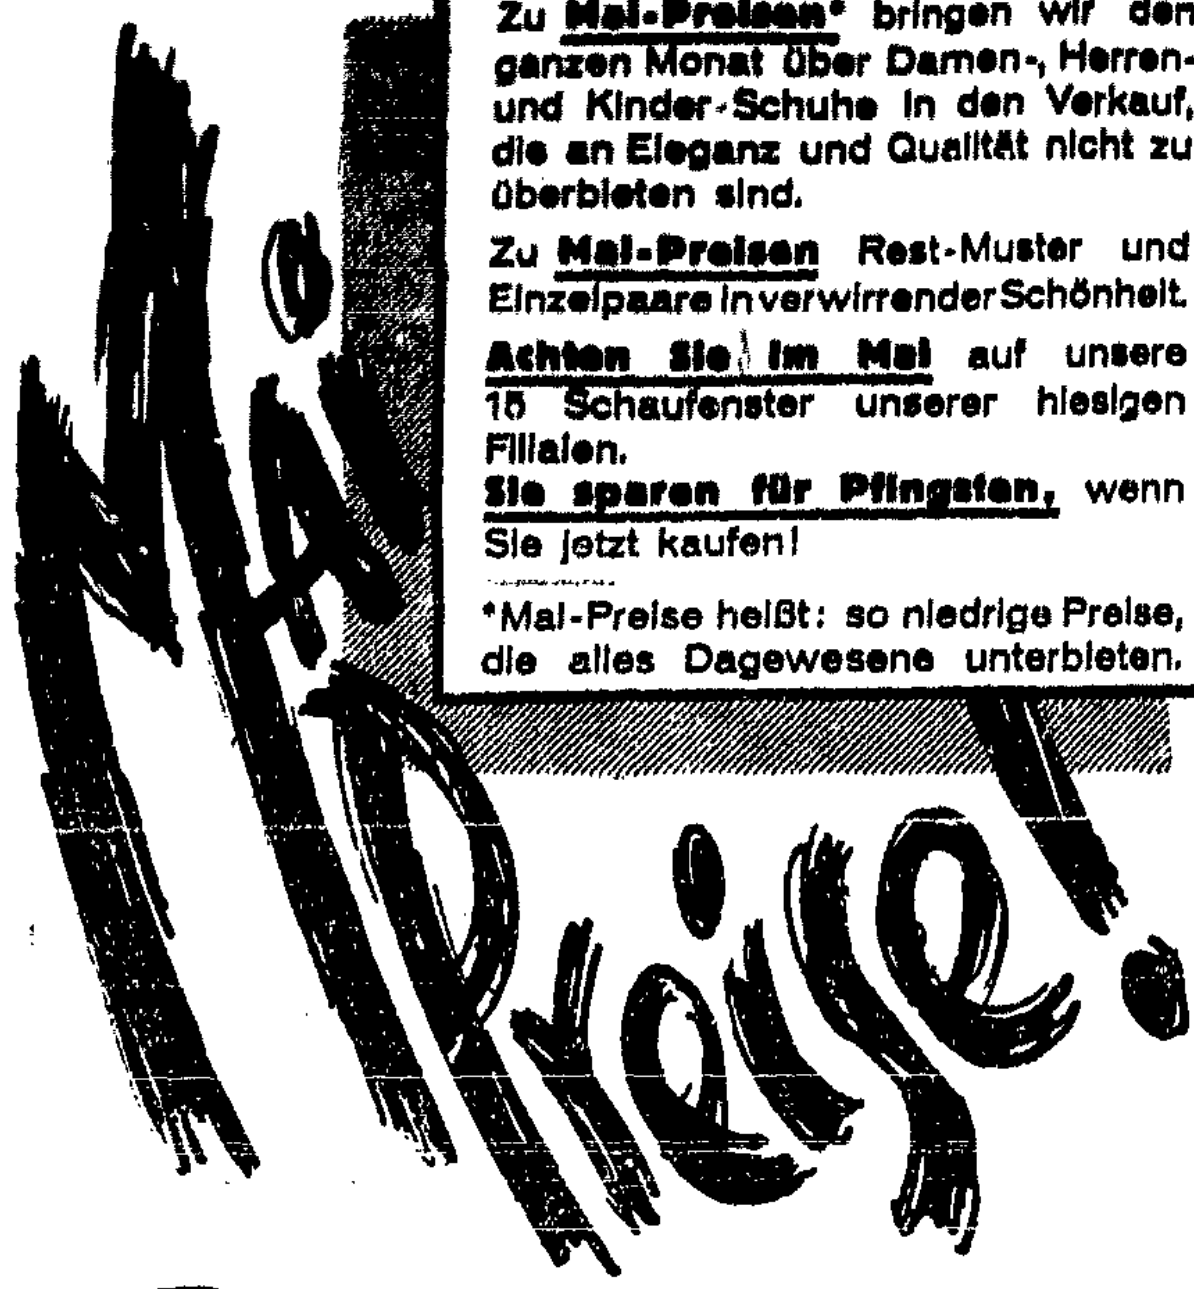 Zu Mai-Preisen* bringen wir den
ganzen Monat über Damen-, Herren-
und Kinder-Schuhe in den Verkauf,
die an Eleganz und Qualität nicht zu
überbieten sind.
Zu Mai-Preisen Rest-Muster und
Einzelpaare in verwirrender Schönheit.
Achten Sie im Mai auf unsere
15 Schaufenster unserer hiesigen
Filialen.
Sie sparen für Pfingsten, wenn
Sie jetzt kaufen!
*Mai-Preise heißt: so niedrige Preise,
die alles Dagewesene unterbieten.
Mai
Preise!